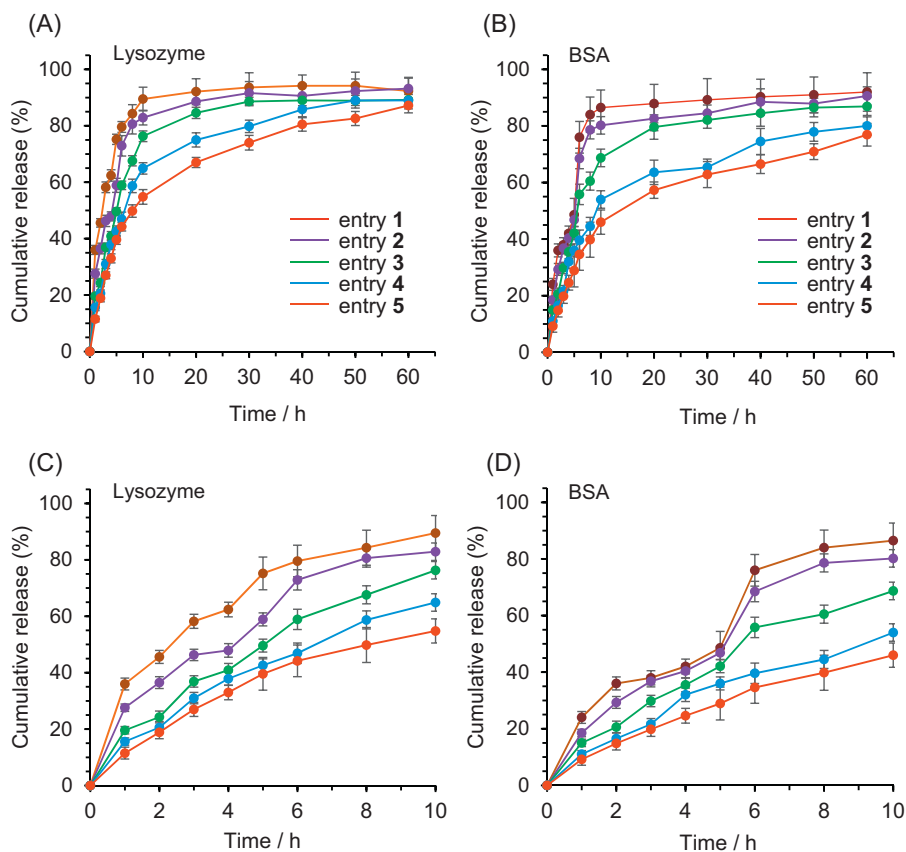 (A)
Lysozyme
Cumulative release (%)
100
80
60
40
20
0
entry 1
entry 2
entry 3
entry 4
entry 5
0 10 20 30 40 50 60
Time / h
(B)
BSA
Cumulative release (%)
100
80
60
40
20
0
entry 1
entry 2
entry 3
entry 4
entry 5
0 10 20 30 40 50 60
Time / h
(C)
Lysozyme
Cumulative release (%)
100
80
60
40
20
0
0 2 4 6 8 10
Time / h
(D)
BSA
Cumulative release (%)
100
80
60
40
20
0
0 2 4 6 8 10
Time / h